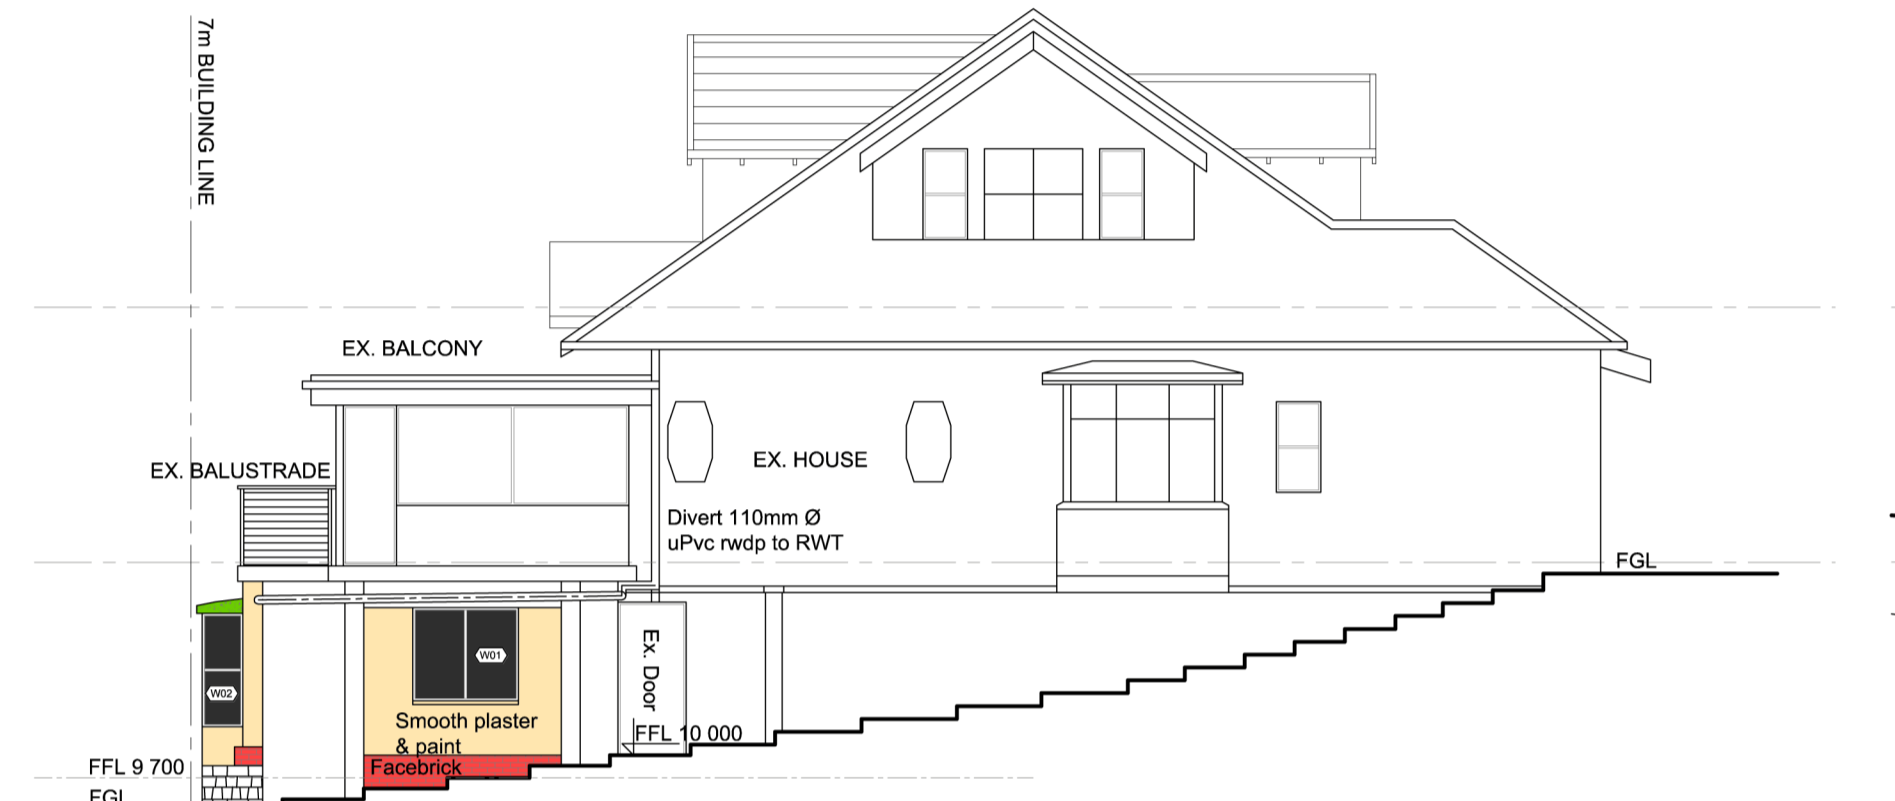 7m BUILDING LINE
EX. BALCONY
EX. BALUSTRADE
EX. HOUSE
Divert 110mm Ø
uPvc rwdp to RWT
FGL
W01
Ex. Door
W02
Smooth plaster
& paint
FFL 10 000
Facebrick
FFL 9 700
FGL